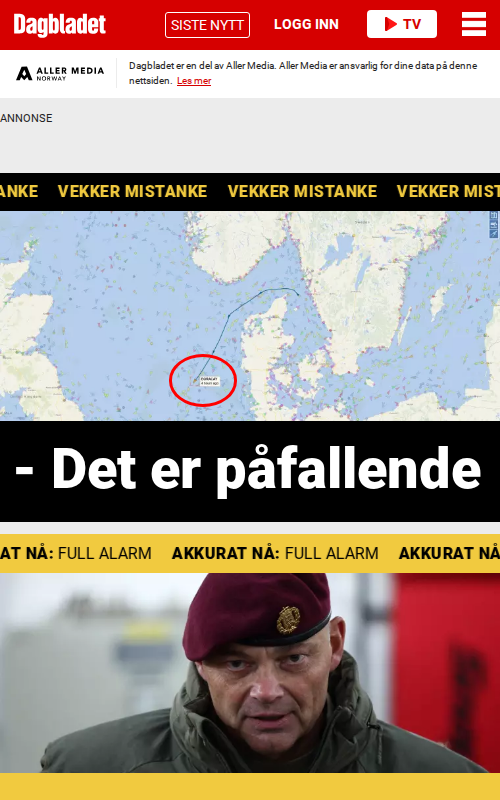 Dagbladet
SISTE NYTT
LOGG INN
TV
ALLER MEDIA
NORWAY
Dagbladet er en del av Aller Media. Aller Media er ansvarlig for dine data på denne
nettsiden. Les mer
ANNONSE
ANKE VEKKER MISTANKE VEKKER MISTANKE VEKKER MIST
- Det er påfallende
AT NÅ: FULL ALARM AKKURAT NÅ: FULL ALARM AKKURAT NÅ